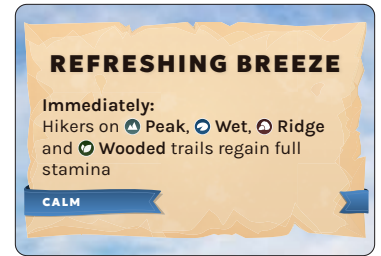 REFRESHING BREEZE
Immediately:
Hikers on Peak, Wet, Ridge
and Wooded trails regain full
stamina
CALM